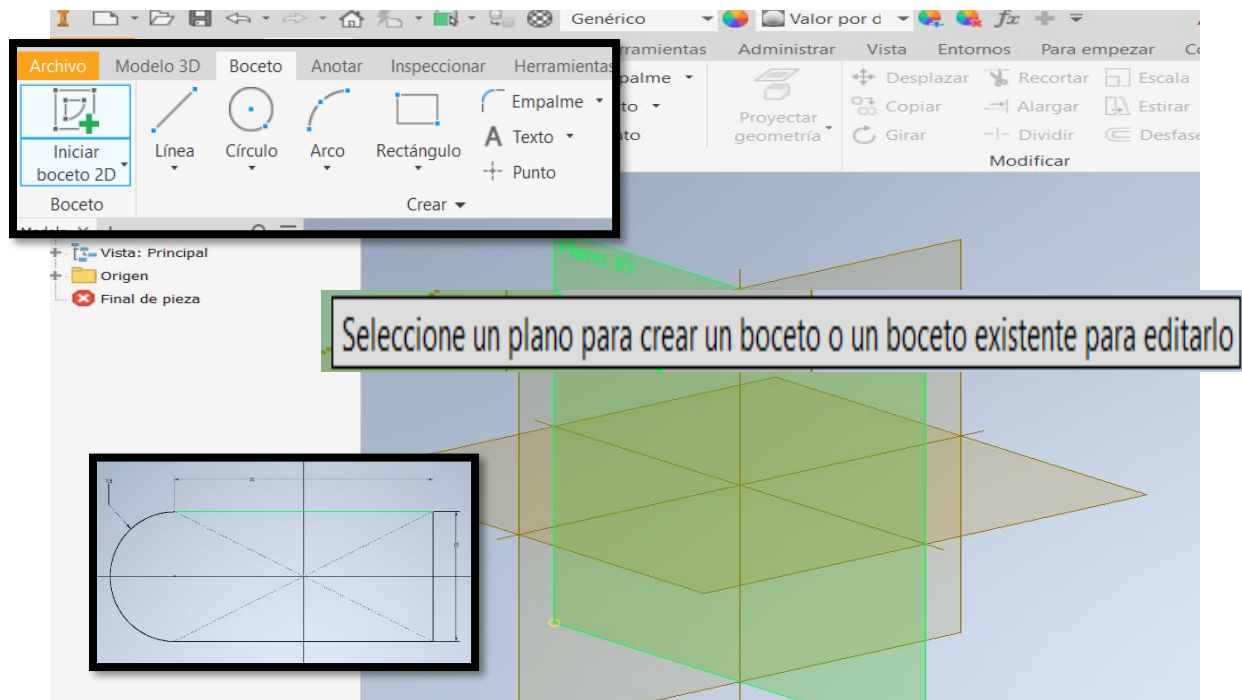 Genérico
Valor por d
fx
rramientas Administrar Vista Entornos Para empezar
Archivo Modelo 3D Boceto Anotar Inspeccionar Herramientas
palme
Desplazar Recortar Escala
Copiar Alargar Estirar
Girar Dividir Desfase
Proyectar
geometría
Modificar
Iniciar
boceto 2D
Línea
Círculo
Arco
Rectángulo
Empalme
Texto
Punto
Boceto
Crear
Vista: Principal
Origen
Final de pieza
Plano XY
Seleccione un plano para crear un boceto o un boceto existente para editarlo